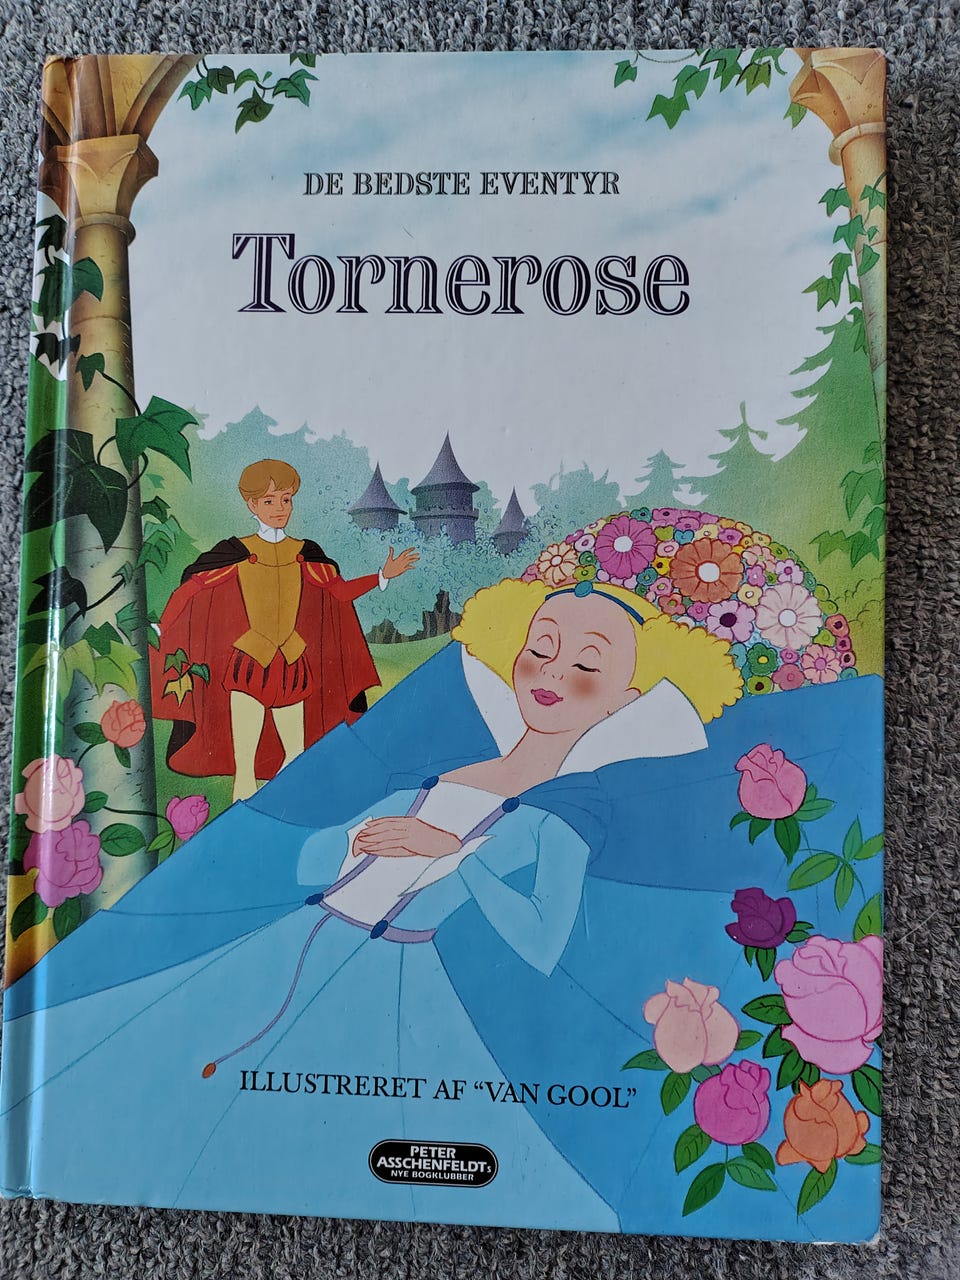 DE BEDSTE EVENTYR
Tornerose
ILLUSTRERET AF “VAN GOOL”
PETER
ASSCHENFELDTs
NYE BOGKLUBBER